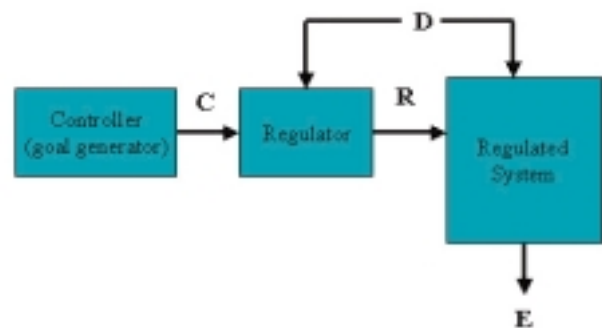 D
C
R
Controller
(goal generator)
Regulator
Regulated
System
E